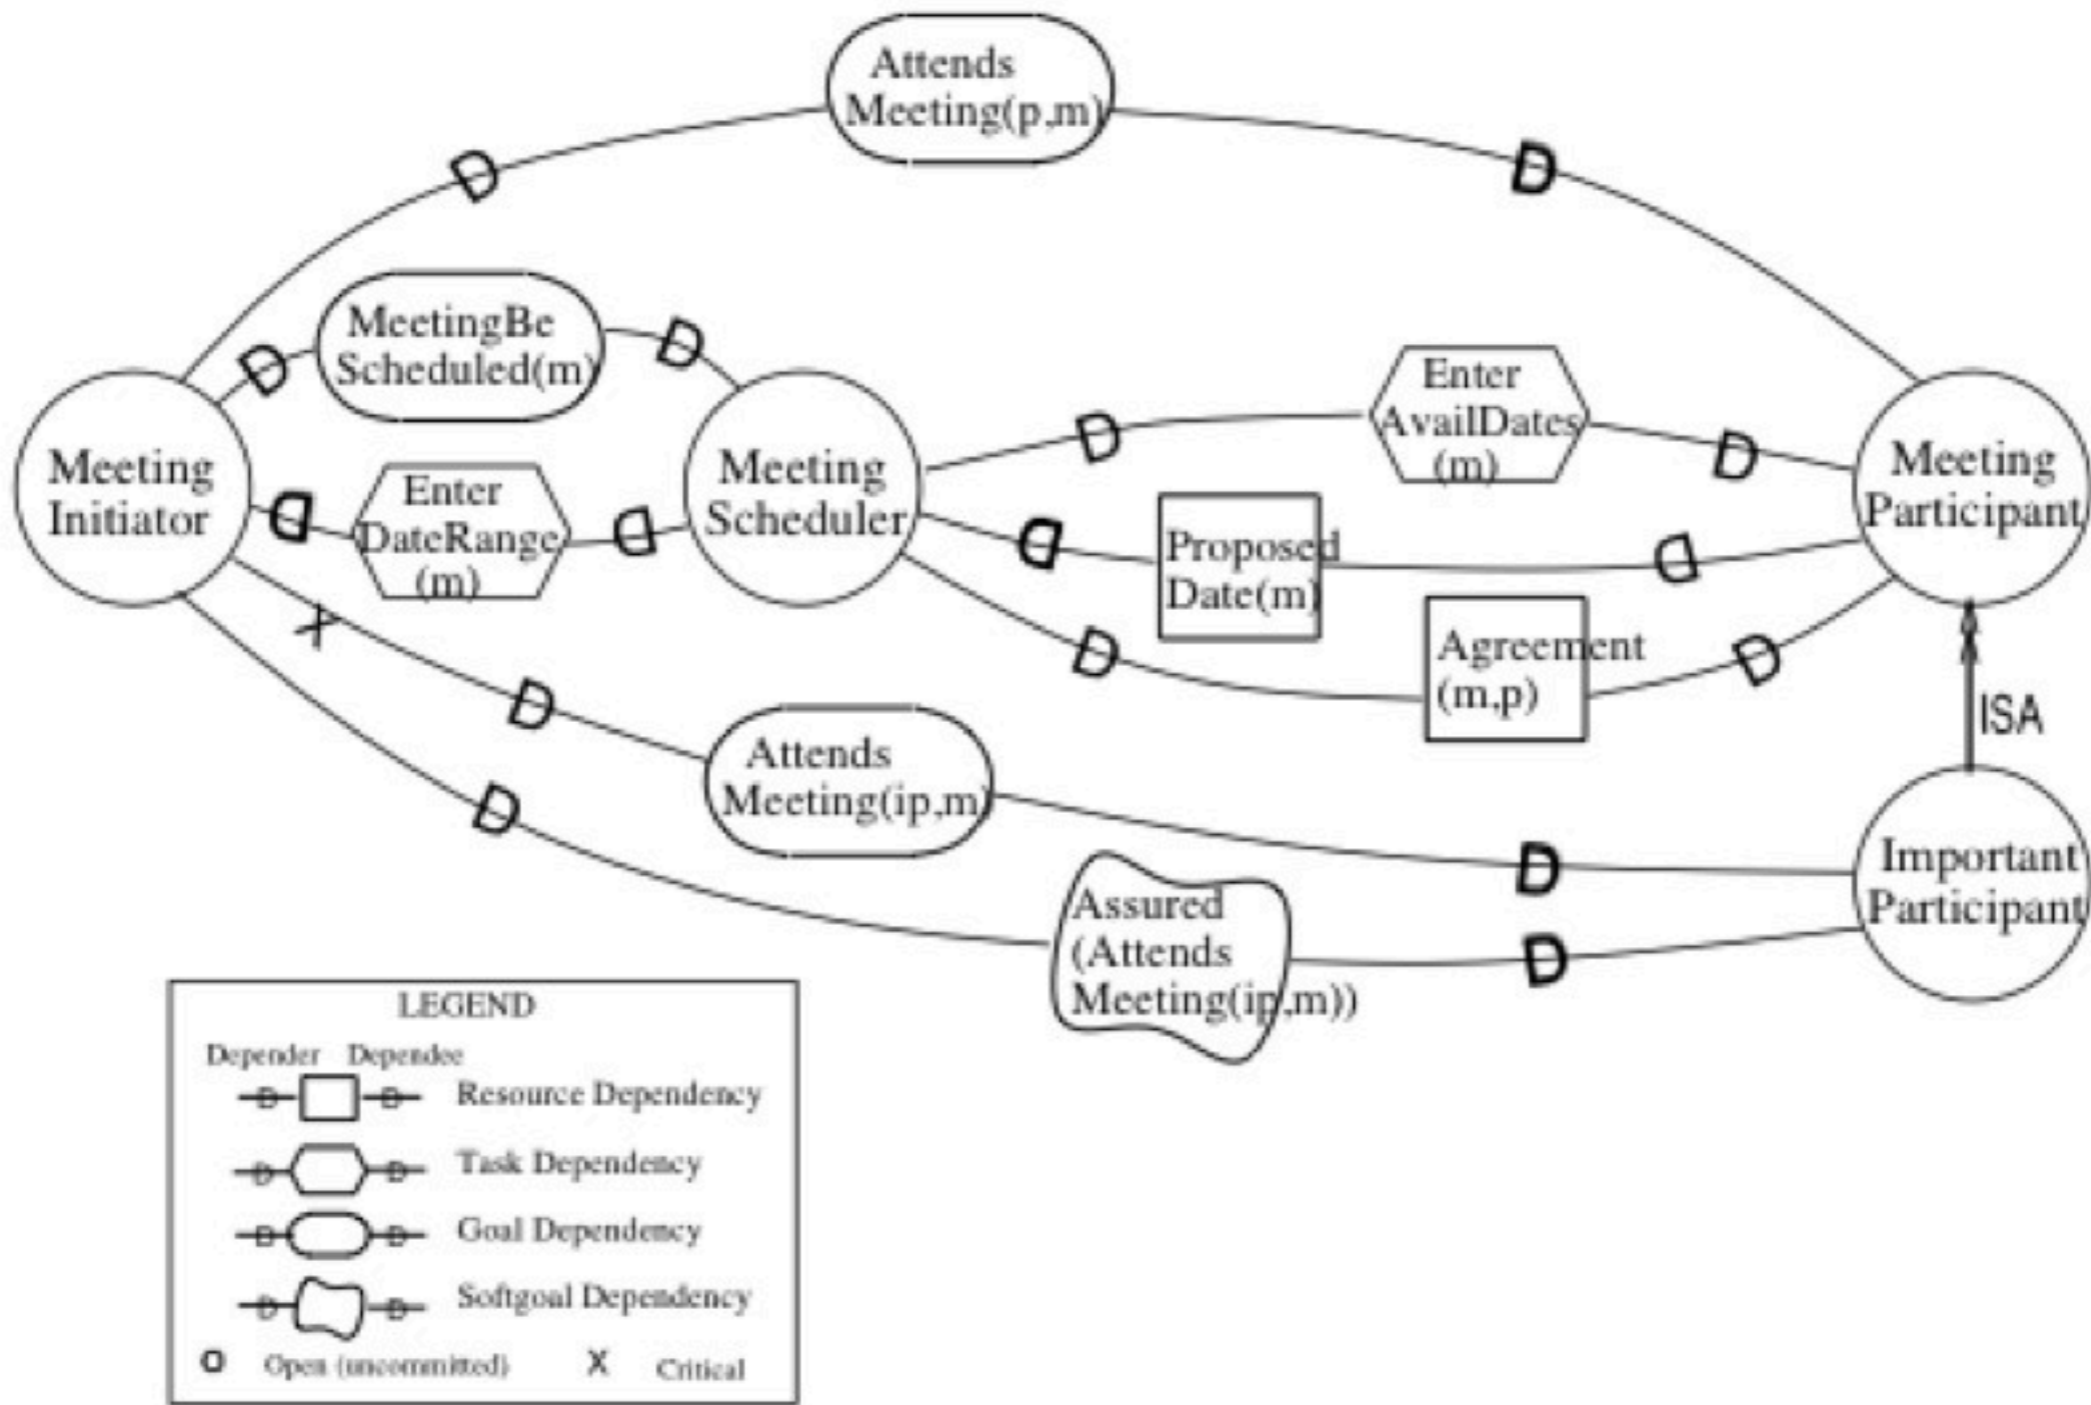 Attends
Meeting(p,m)
D
D
MeetingBe
Scheduled(m)
D
D
Enter
AvailDates
(m)
D
D
Meeting
Initiator
Enter
DateRange
(m)
D
D
Meeting
Scheduler
Meeting
Participant
Proposed
Date(m)
D
D
X
Agreement
(m,p)
D
D
ISA
D
Attends
Meeting(ip,m)
D
D
Assured
(Attends
Meeting(ip,m))
D
Important
Participant
LEGEND
Depender Dependee
D D Resource Dependency
D D Task Dependency
D D Goal Dependency
D D Softgoal Dependency
O Open (uncommitted) X Critical